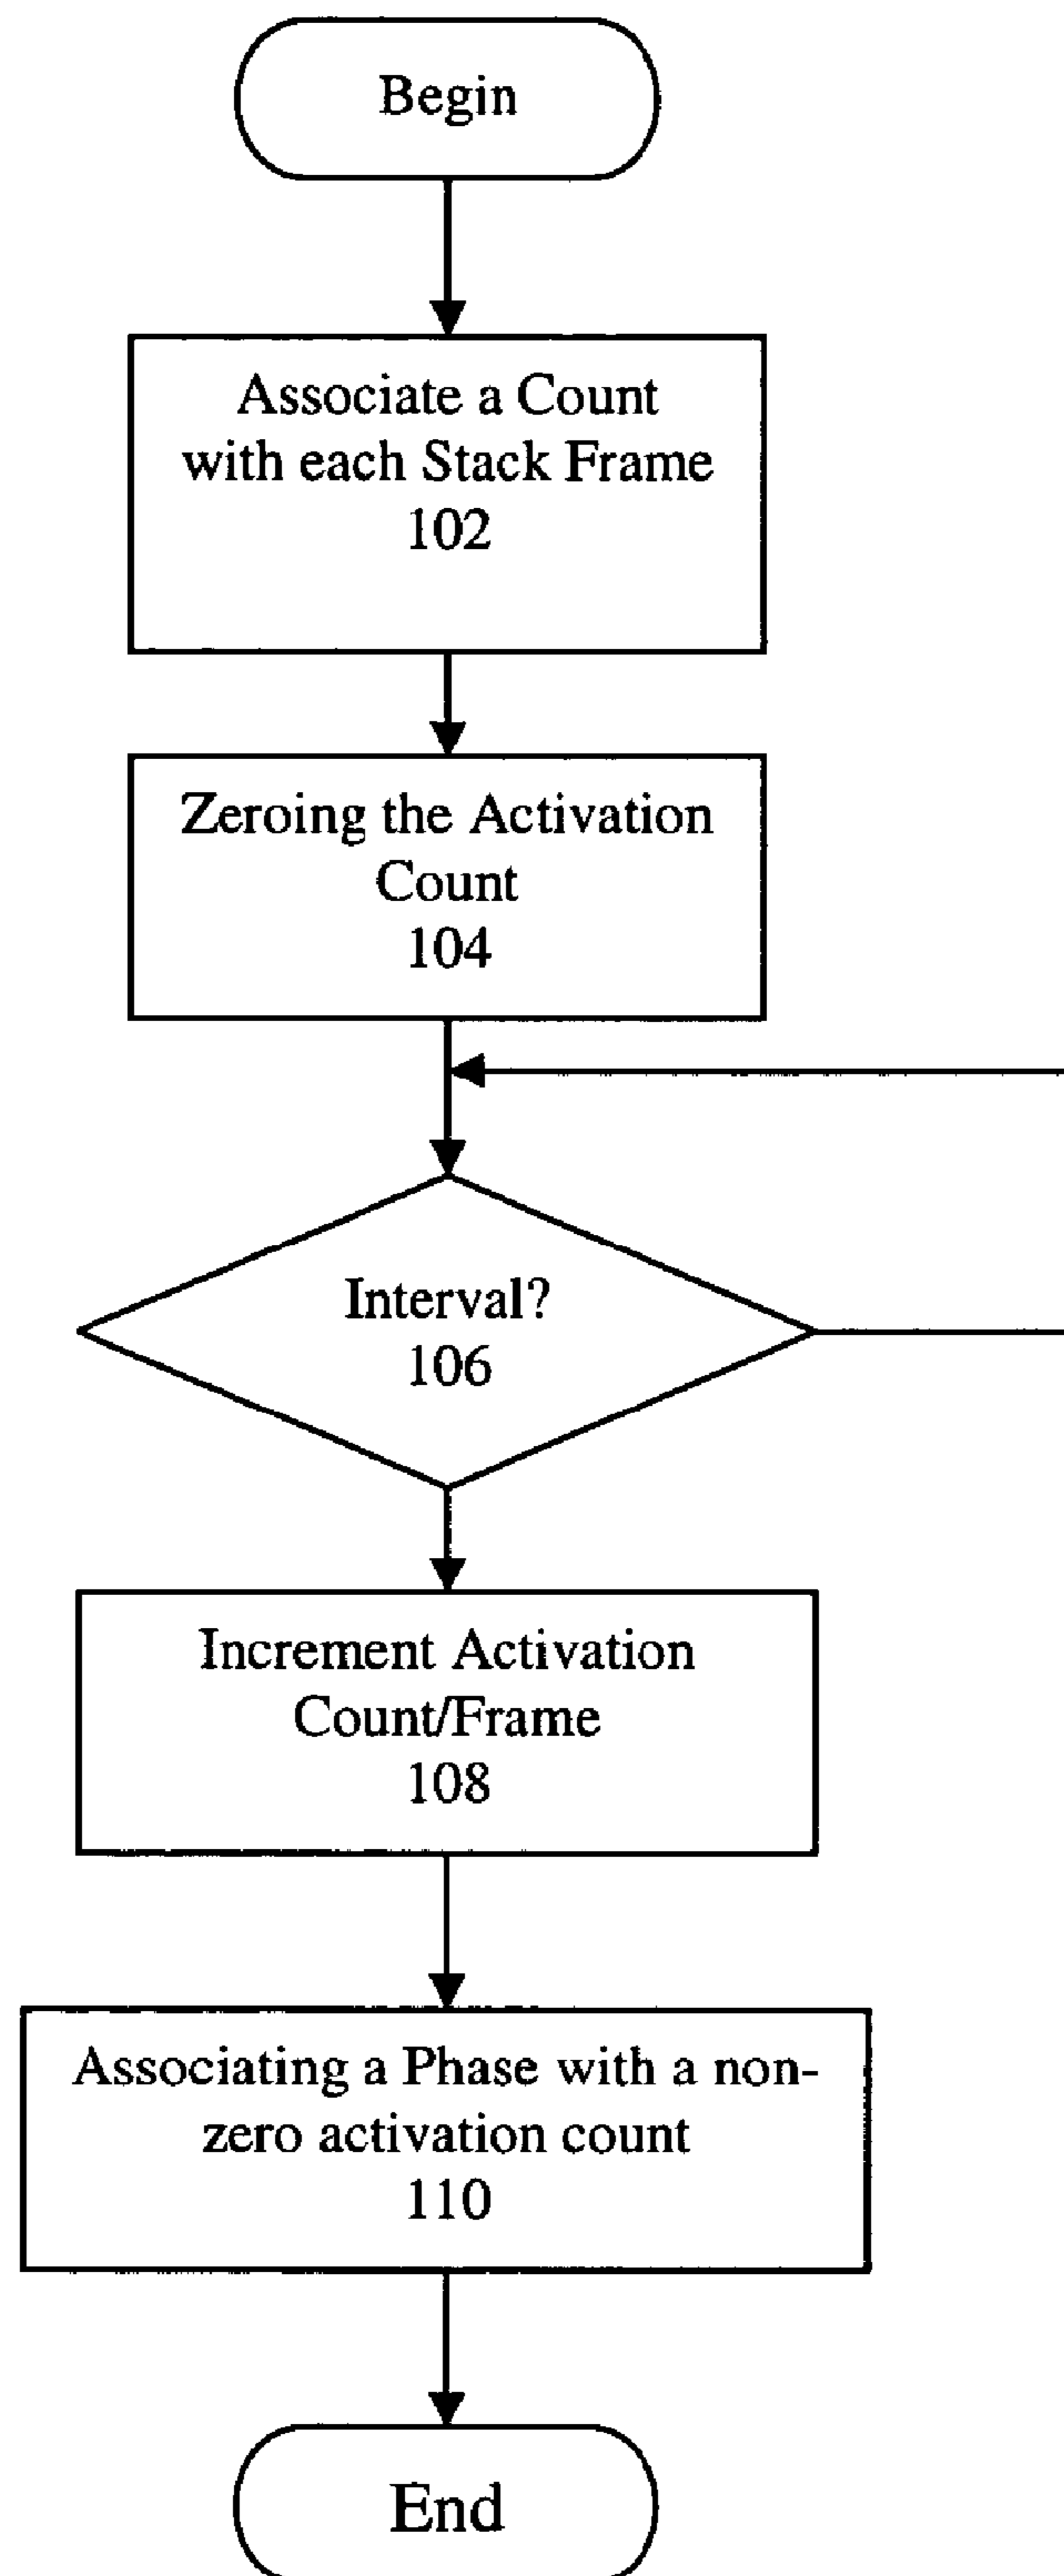 Begin
Associate a Count
with each Stack Frame
102
Zeroing the Activation
Count
104
Interval?
106
Increment Activation
Count/Frame
108
Associating a Phase with a non-
zero activation count
110
End